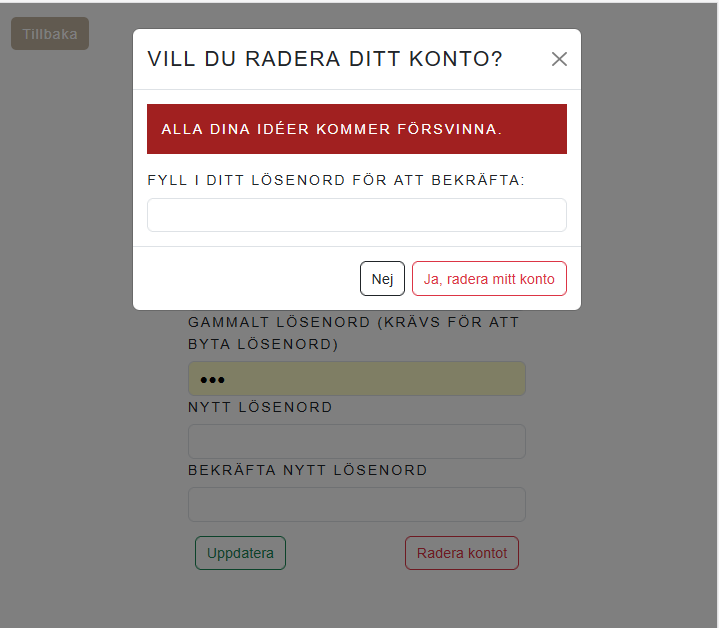 Tillbaka
VILL DU RADERA DITT KONTO?
ALLA DINA IDÉER KOMMER FÖRSVINNA.
FYLL I DITT LÖSENORD FÖR ATT BEKRÄFTA:
Nej
Ja, radera mitt konto
GAMMALT LÖSENORD (KRÄVS FÖR ATT
BYTA LÖSENORD)
•••
NYTT LÖSENORD
BEKRÄFTA NYTT LÖSENORD
Uppdatera
Radera kontot